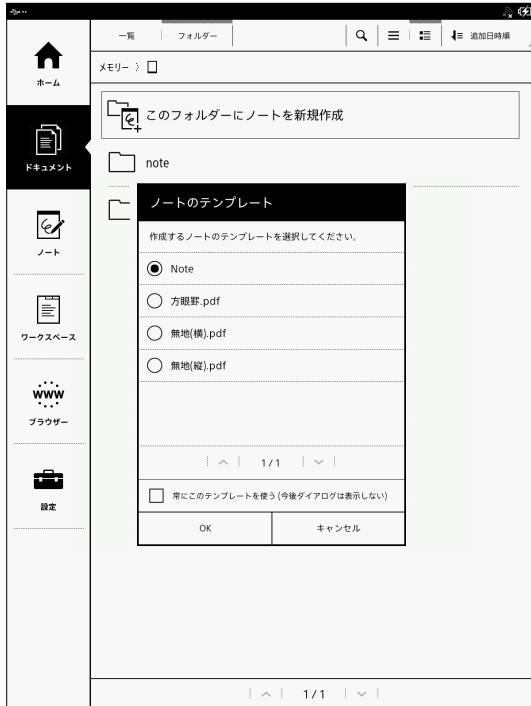 一覧
フォルダー
追加日時順
メモリー 〉
ホーム
ドキュメント
ノート
ワークスペース
WWW
ブラウザー
設定
このフォルダーにノートを新規作成
note
ノートのテンプレート
作成するノートのテンプレートを選択してください。
Note
方眼罫.pdf
無地(横).pdf
無地(縦).pdf
1/1
常にこのテンプレートを使う(今後ダイアログは表示しない)
OK
キャンセル
1/1